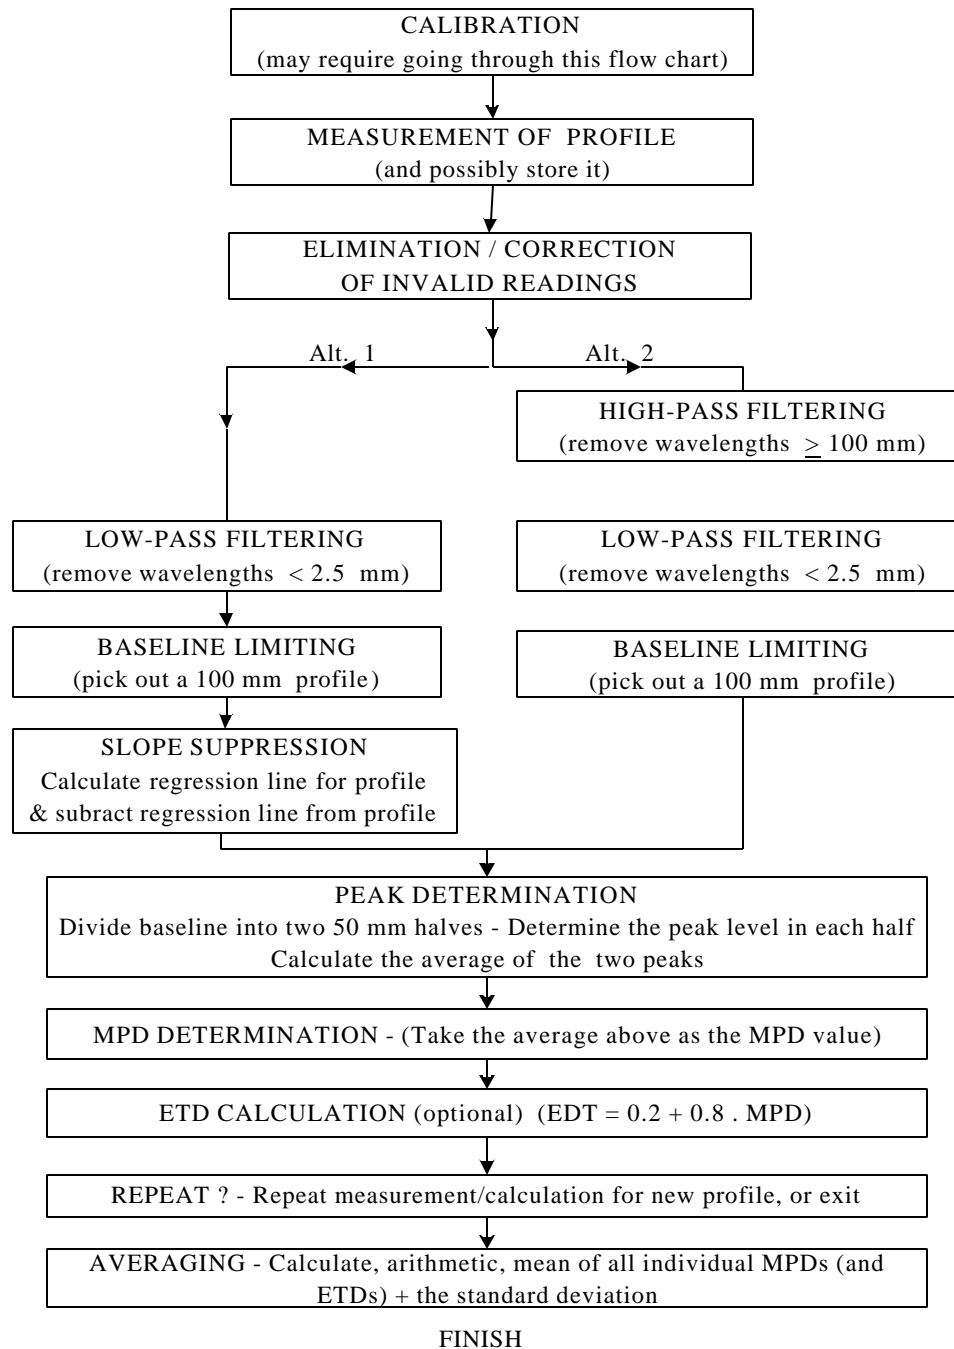 CALIBRATION
(may require going through this flow chart)
MEASUREMENT OF PROFILE
(and possibly store it)
ELIMINATION / CORRECTION
OF INVALID READINGS
Alt. 1
Alt. 2
HIGH-PASS FILTERING
(remove wavelengths ≥ 100 mm)
LOW-PASS FILTERING
(remove wavelengths < 2.5 mm)
LOW-PASS FILTERING
(remove wavelengths < 2.5 mm)
BASELINE LIMITING
(pick out a 100 mm profile)
BASELINE LIMITING
(pick out a 100 mm profile)
SLOPE SUPPRESSION
Calculate regression line for profile
& subract regression line from profile
PEAK DETERMINATION
Divide baseline into two 50 mm halves - Determine the peak level in each half
Calculate the average of the two peaks
MPD DETERMINATION - (Take the average above as the MPD value)
ETD CALCULATION (optional) (EDT = 0.2 + 0.8 . MPD)
REPEAT ? - Repeat measurement/calculation for new profile, or exit
AVERAGING - Calculate, arithmetic, mean of all individual MPDs (and
ETDs) + the standard deviation
FINISH